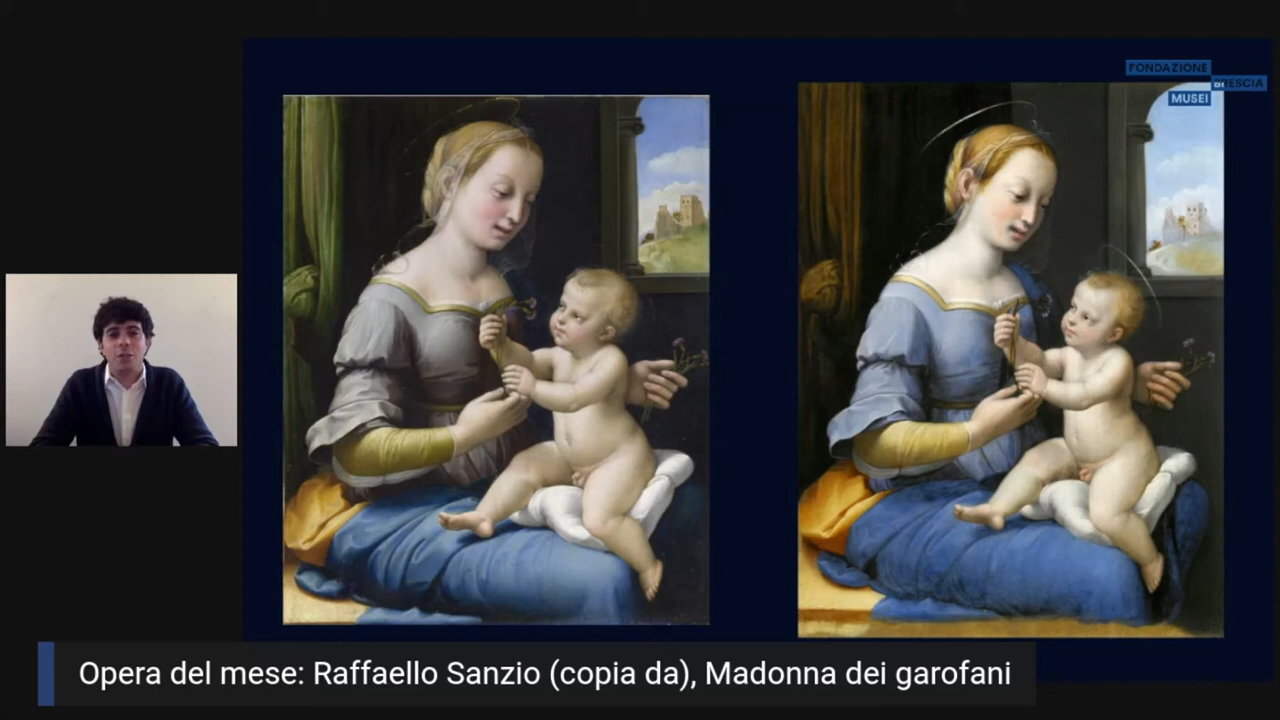 FONDAZIONE
BRESCIA
MUSEI
Opera del mese: Raffaello Sanzio (copia da), Madonna dei garofani